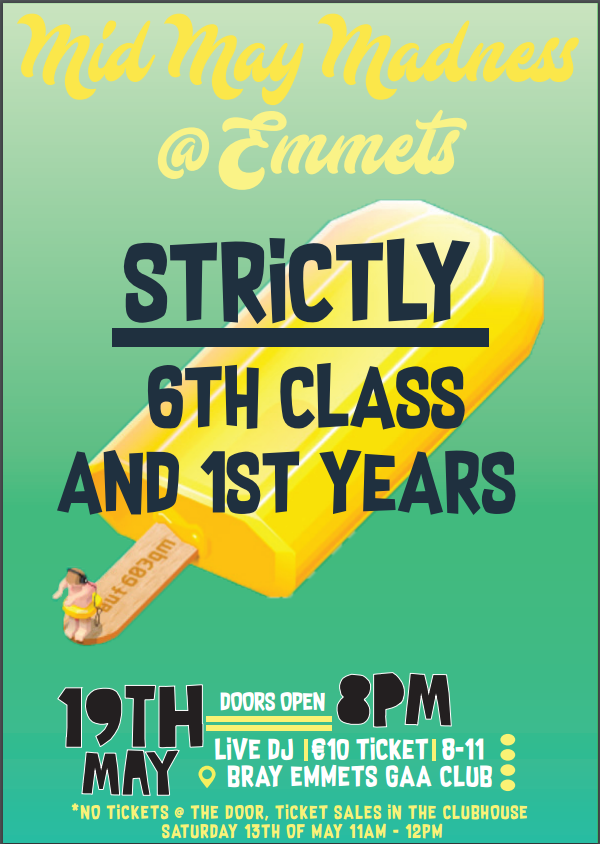 Mid May Madness
@Emmets
STRiCTLY
6TH CLASS
AND 1ST YEARS
auf603qm
19TH
MAY
DOORS OPEN
8PM
LiVE DJ | €10 TiCKET | 8-11
BRAY EMMETS GAA CLUB
*NO TiCKETS @ THE DOOR, TiCKET SALES iN THE CLUBHOUSE
SATURDAY 13TH OF MAY 11AM - 12PM